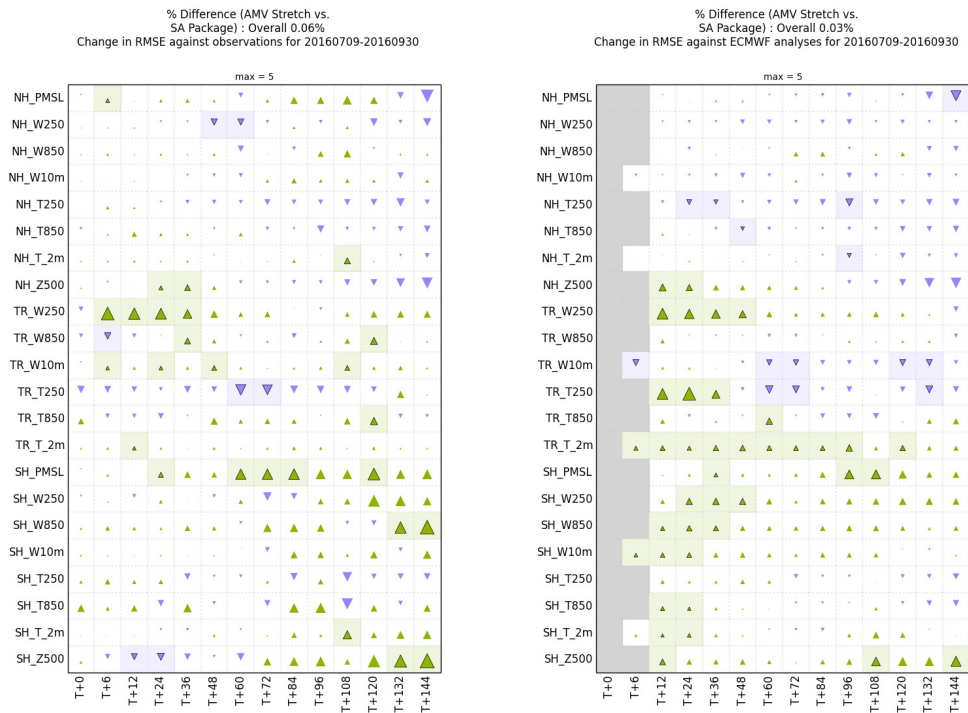 % Difference (AMV Stretch vs.
SA Package) : Overall 0.06%
Change in RMSE against observations for 20160709-20160930
max = 5
NH_PMSL
NH_W250
NH_W850
NH_W10m
NH_T250
NH_T850
NH_T_2m
NH_Z500
TR_W250
TR_W850
TR_W10m
TR_T250
TR_T850
TR_T_2m
SH_PMSL
SH_W250
SH_W850
SH_W10m
SH_T250
SH_T850
SH_T_2m
SH_Z500
T+0 T+6 T+12 T+24 T+36 T+48 T+60 T+72 T+84 T+96 T+108 T+120 T+132 T+144
% Difference (AMV Stretch vs.
SA Package) : Overall 0.03%
Change in RMSE against ECMWF analyses for 20160709-20160930
max = 5
NH_PMSL
NH_W250
NH_W850
NH_W10m
NH_T250
NH_T850
NH_T_2m
NH_Z500
TR_W250
TR_W850
TR_W10m
TR_T250
TR_T850
TR_T_2m
SH_PMSL
SH_W250
SH_W850
SH_W10m
SH_T250
SH_T850
SH_T_2m
SH_Z500
T+0 T+6 T+12 T+24 T+36 T+48 T+60 T+72 T+84 T+96 T+108 T+120 T+132 T+144